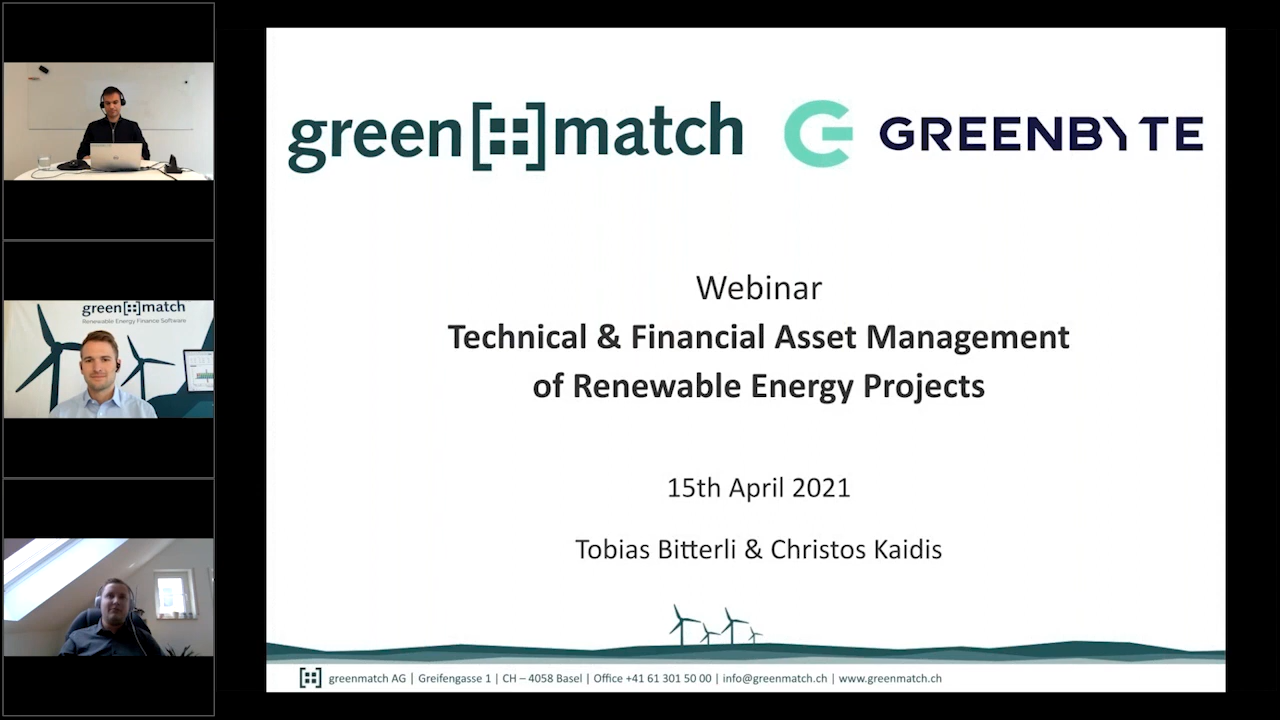 green[::]match
Renewable Energy Finance Software
green[::]match GREENBYTE
Webinar
Technical & Financial Asset Management
of Renewable Energy Projects
15th April 2021
Tobias Bitterli & Christos Kaidis
[::] greenmatch AG | Greifengasse 1 | CH – 4058 Basel | Office +41 61 301 50 00 | info@greenmatch.ch | www.greenmatch.ch